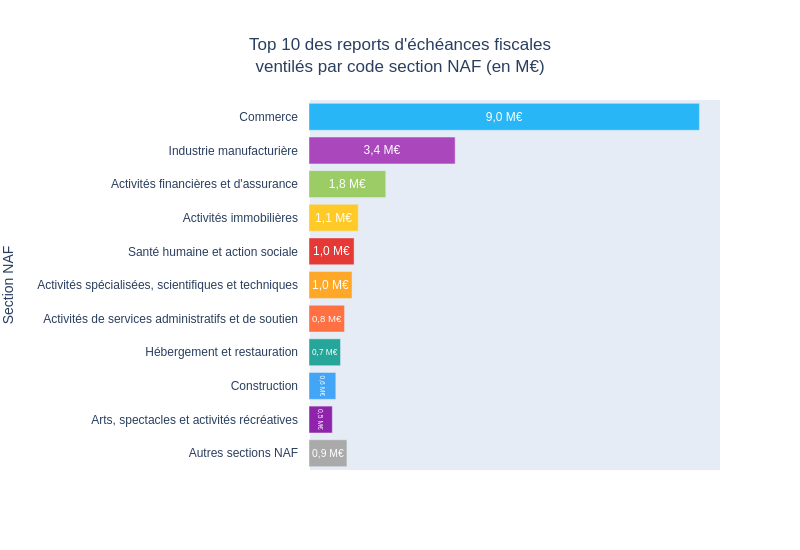 Top 10 des reports d'échéances fiscales
ventilés par code section NAF (en M€)
Section NAF
Commerce 9,0 M€
Industrie manufacturière 3,4 M€
Activités financières et d'assurance 1,8 M€
Activités immobilières 1,1 M€
Santé humaine et action sociale 1,0 M€
Activités spécialisées, scientifiques et techniques 1,0 M€
Activités de services administratifs et de soutien 0,8 M€
Hébergement et restauration 0,7 M€
Construction 0,6 M€
Arts, spectacles et activités récréatives 0,5 M€
Autres sections NAF 0,9 M€